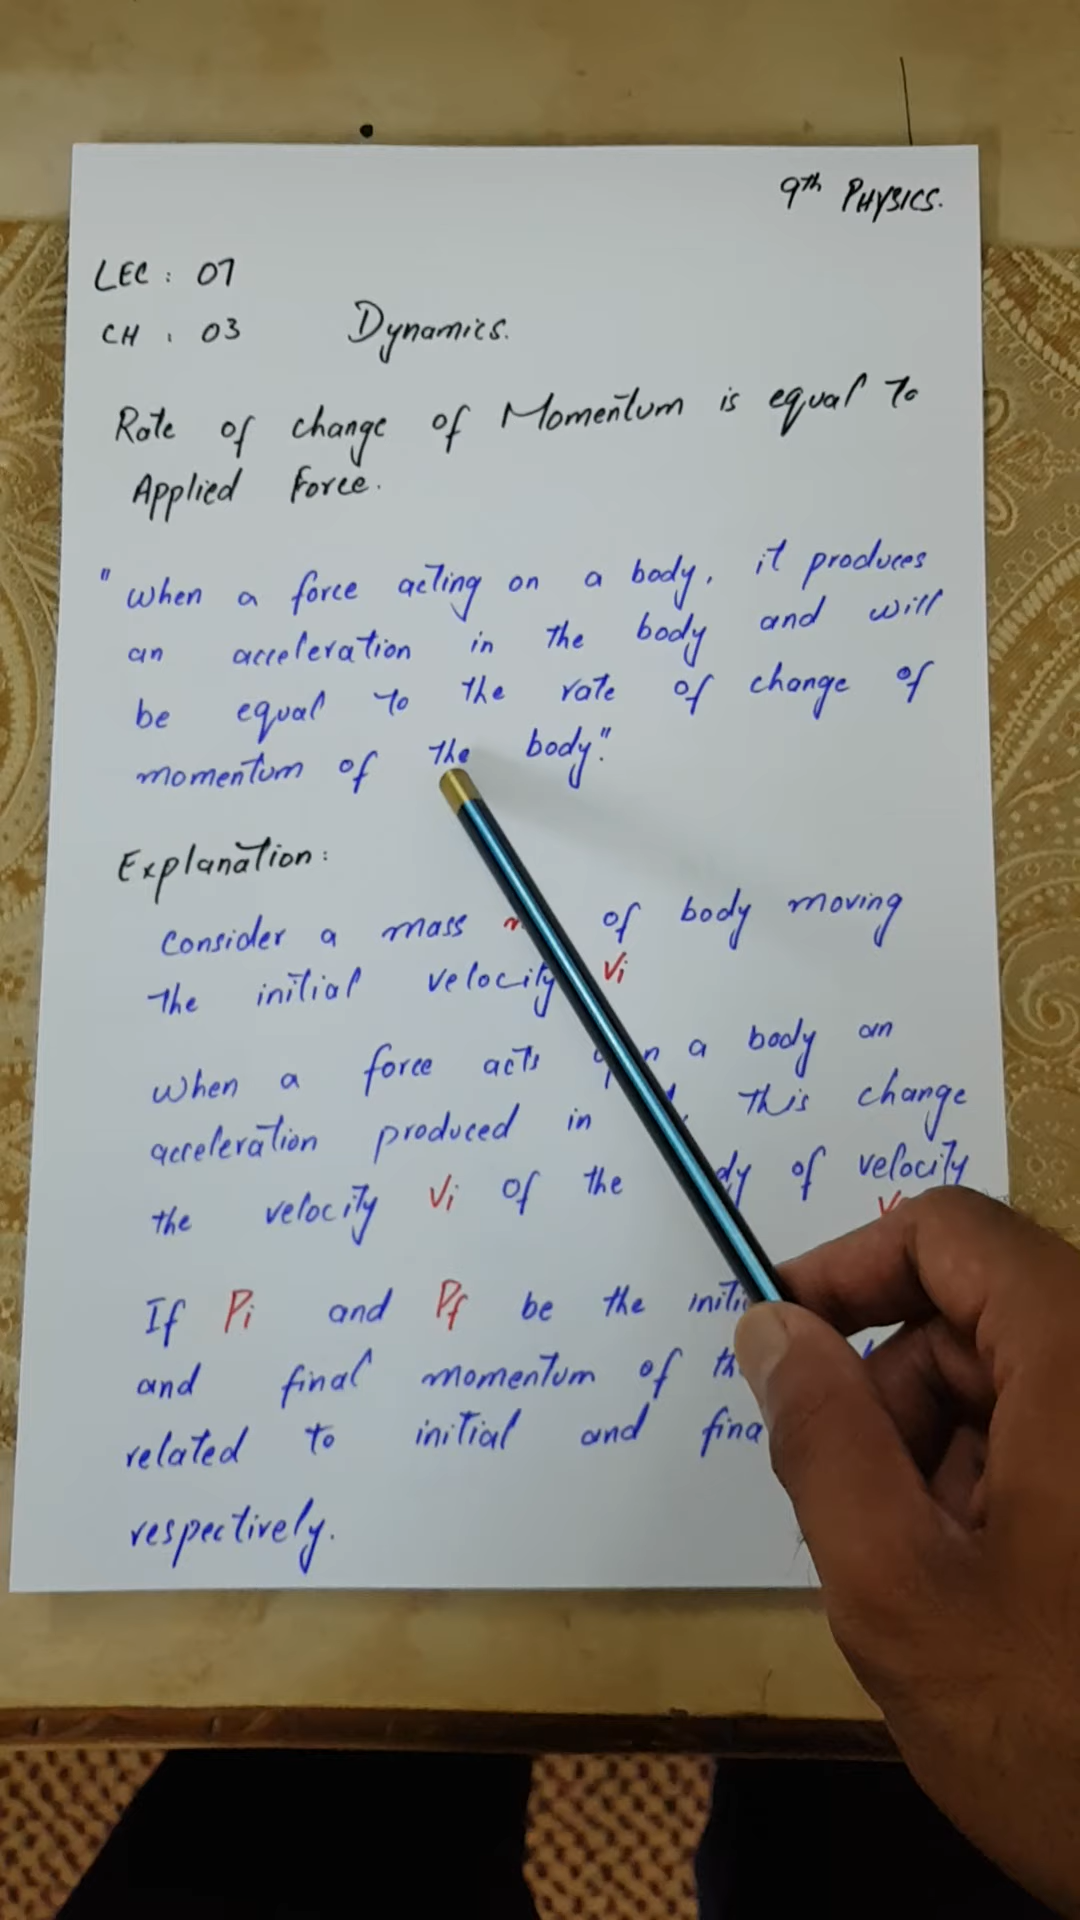 9th PHYSICS.
LEC : 07
CH : 03 Dynamics.
Rate of change of Momentum is equal to
Applied Force.
"when a force acting on a body, it produces
an acceleration in the body and will
be equal to the rate of change of
momentum of the body."
Explanation:
Consider a mass of body moving
the initial velocity Vi
when a force acts a body an
acceleration produced in this change
the velocity Vi of the of velocity
If Pi and Pf be the
and final momentum of
related to initial and
respectively.